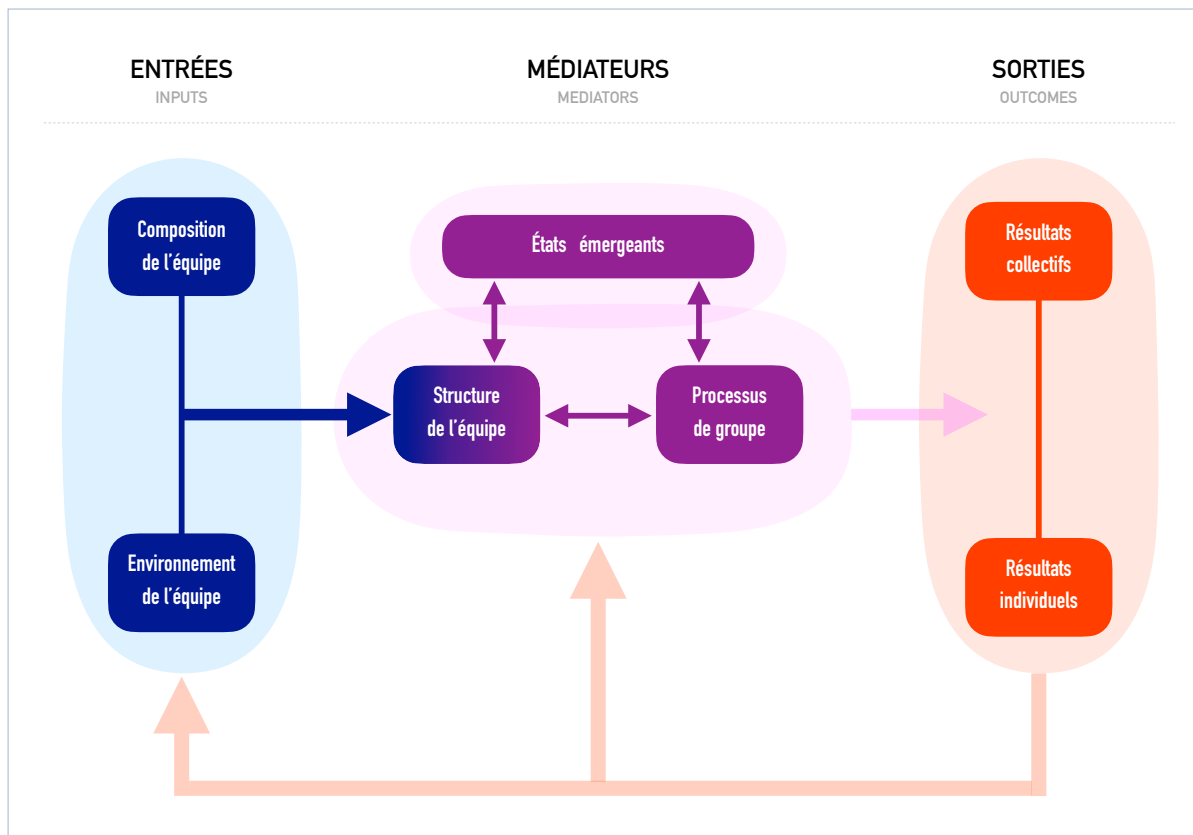 ENTRÉES
INPUTS
MÉDIATEURS
MEDIATORS
SORTIES
OUTCOMES
Composition
de l'équipe
Environnement
de l'équipe
États émergeants
Structure
de l'équipe
Processus
de groupe
Résultats
collectifs
Résultats
individuels